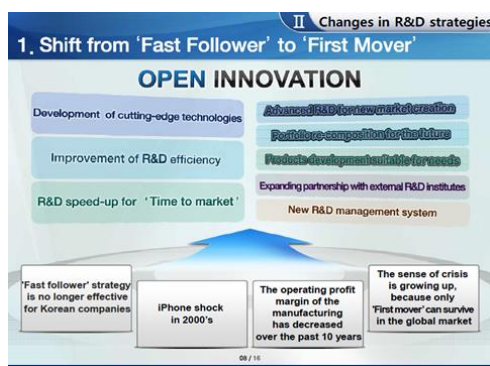 II Changes in R&D strategies
1. Shift from 'Fast Follower' to 'First Mover'
OPEN INNOVATION
Development of cutting-edge technologies
Improvement of R&D efficiency
R&D speed-up for 'Time to market'
Advanced R&D for new market creation
Portfolio re-composition for the future
Products development suitable for needs
Expanding partnership with external R&D institutes
New R&D management system
'Fast follower' strategy
is no longer effective
for Korean companies
iPhone shock
in 2000's
The operating profit
margin of the
manufacturing
has decreased
over the past 10 years
The sense of crisis
is growing up,
because only
'First mover' can survive
in the global market
08 / 16